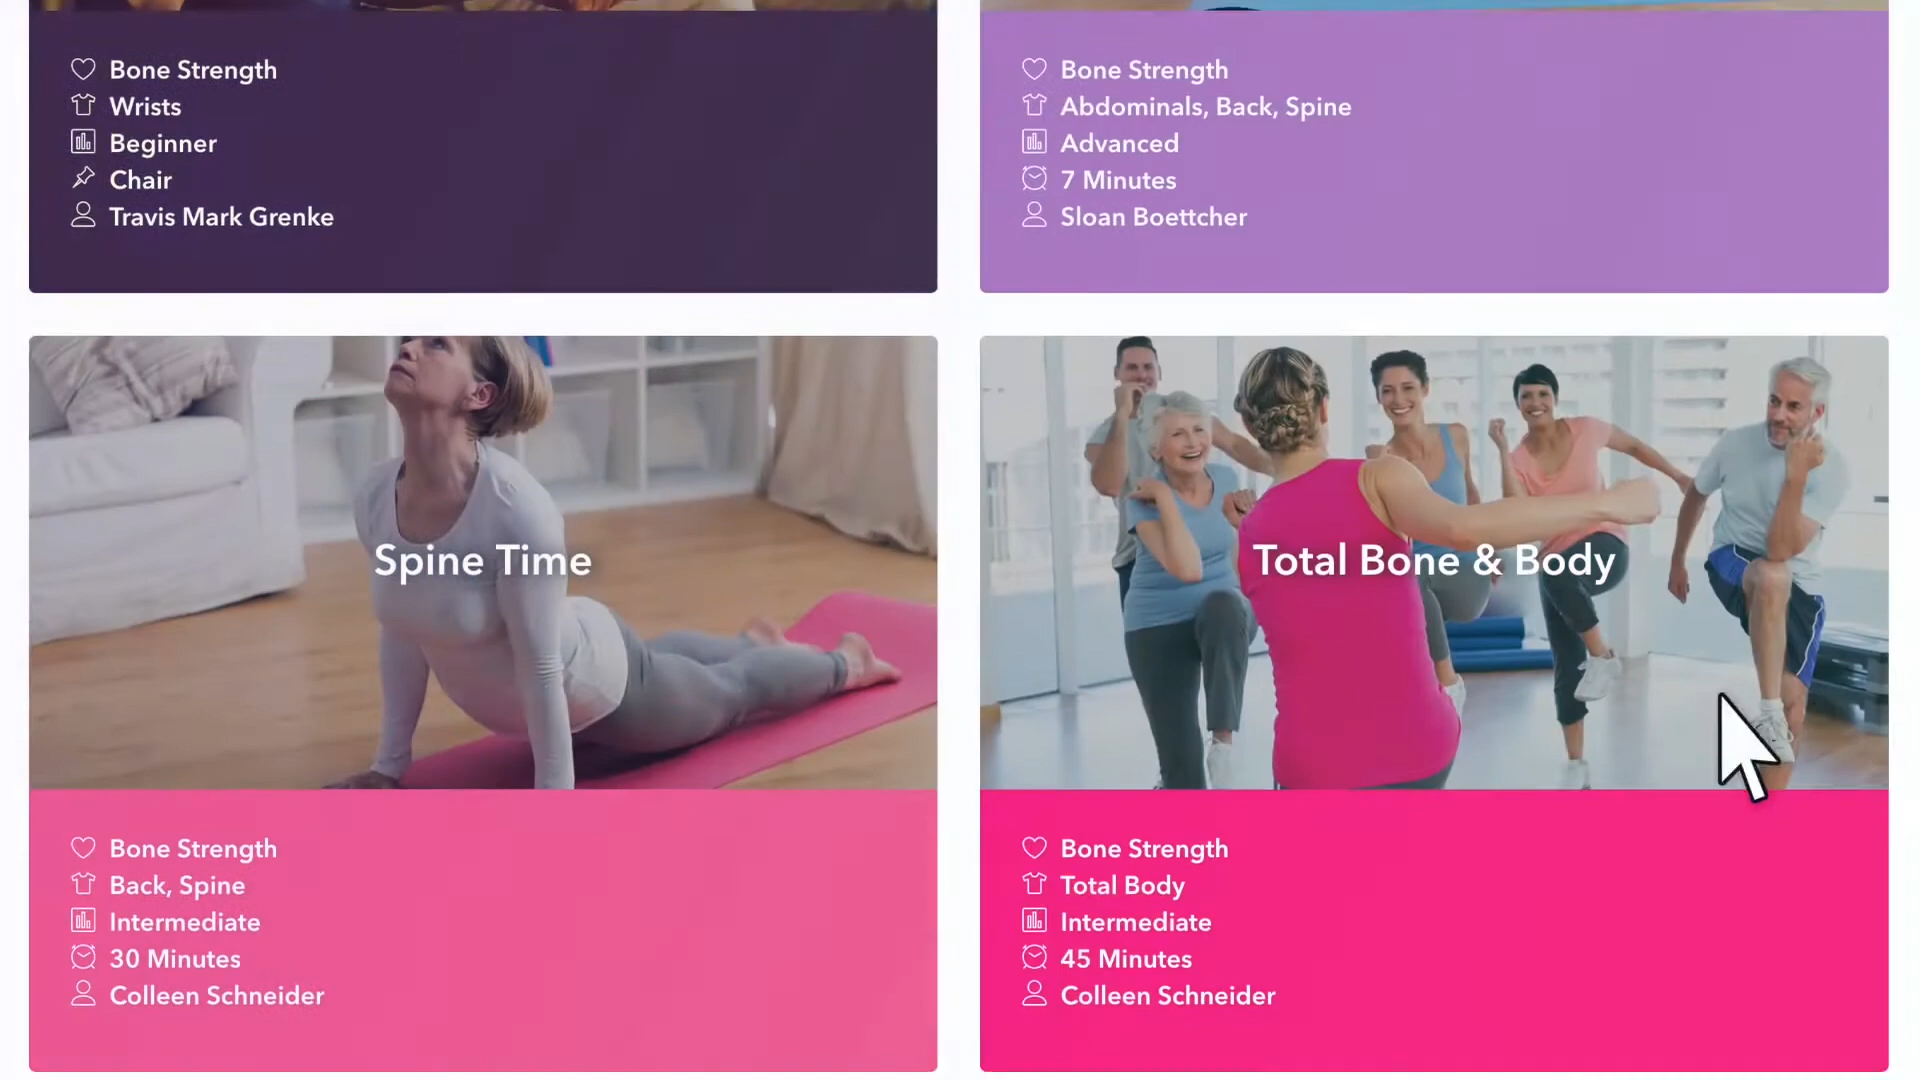 Bone Strength
Wrists
Beginner
Chair
Travis Mark Grenke
Bone Strength
Abdominals, Back, Spine
Advanced
7 Minutes
Sloan Boettcher
Spine Time
Bone Strength
Back, Spine
Intermediate
30 Minutes
Colleen Schneider
Total Bone & Body
Bone Strength
Total Body
Intermediate
45 Minutes
Colleen Schneider